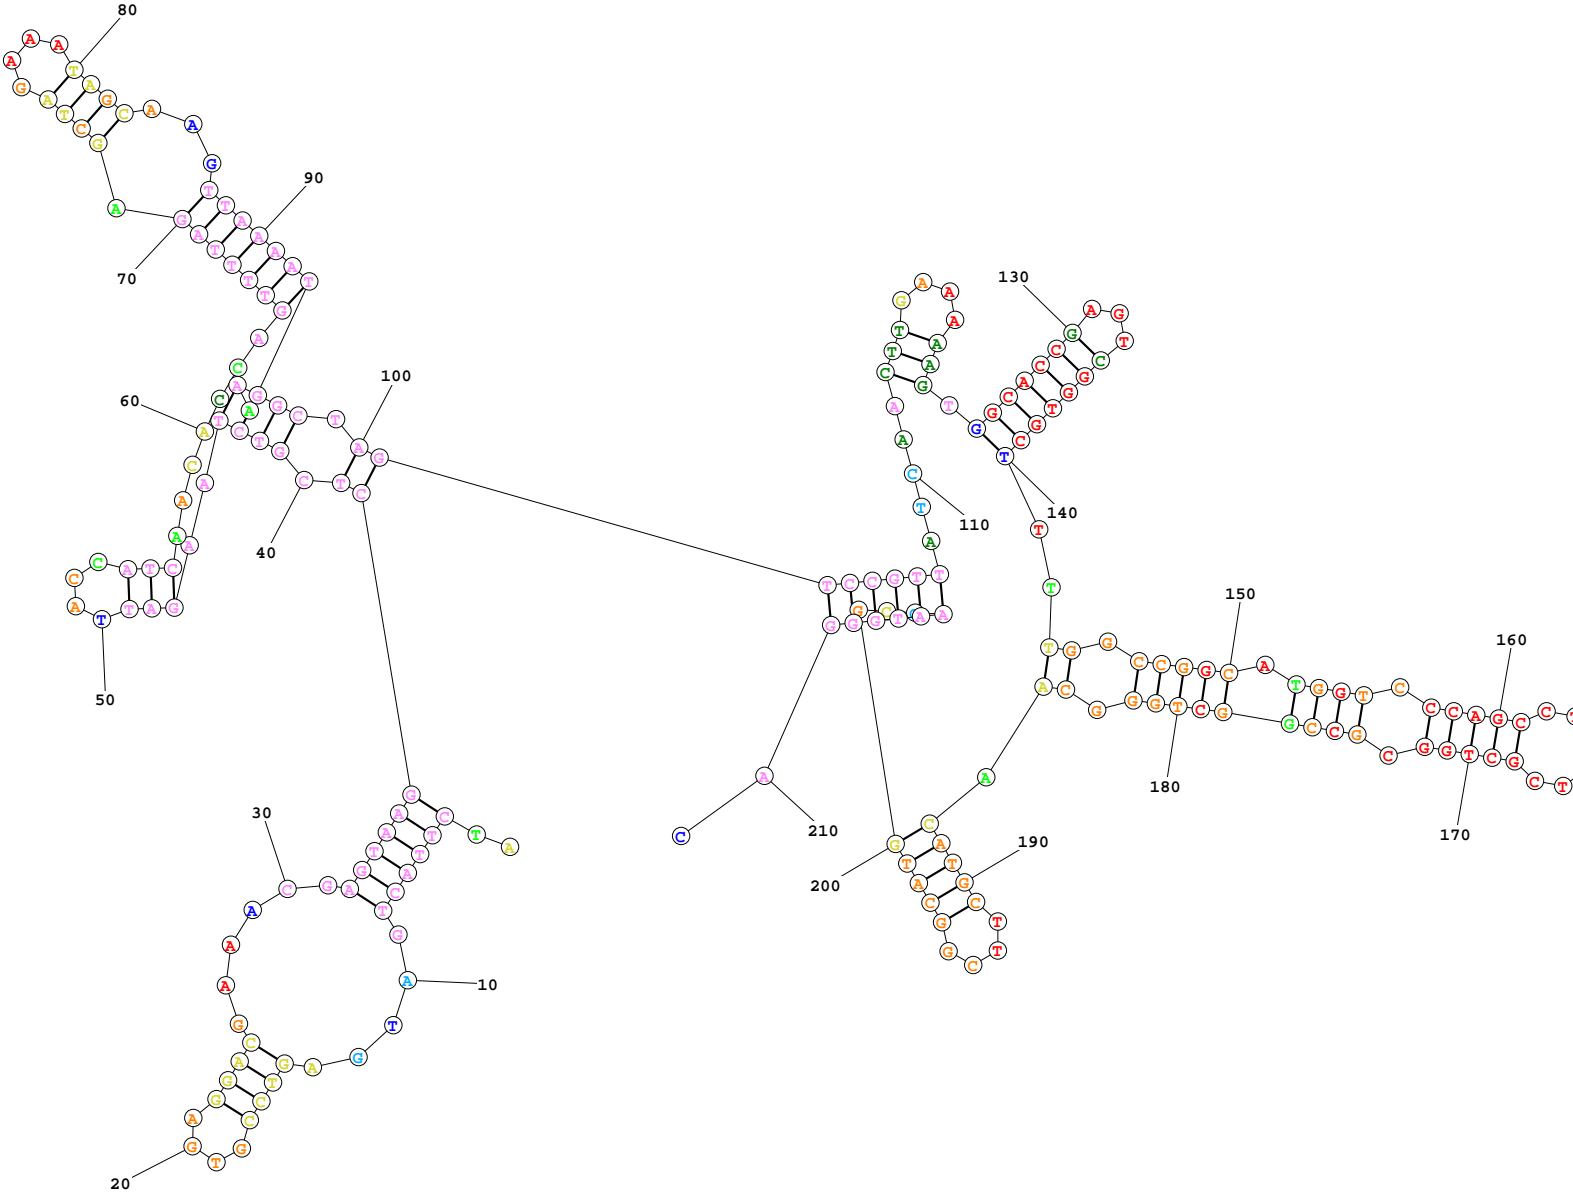 A T C T T A C T G A 10
T G A G T C C G T G 20
A G G A C G A A A C 30
G A G T A A G C T C 40
G T C T A A G A T T 50
A C C A T C A A C A 60
C C A G T T T T A G 70
A G C T A G A A A T 80
A G C A A G T T A A 90
A A T A A G G C T A 100
G T C C G T T A T C 110
A A C T T G A A A A
A G T G G C A C C G 130
A G T C G G T G C T 140
T T T G G C C G G C 150
A T G G T C C C A G 160
C C T
T C G C T 170
G G C G C C G G C T 180
G G G C A A C A T G 190
C T T C G G C A T G 200
G C A A T G G G A 210
C